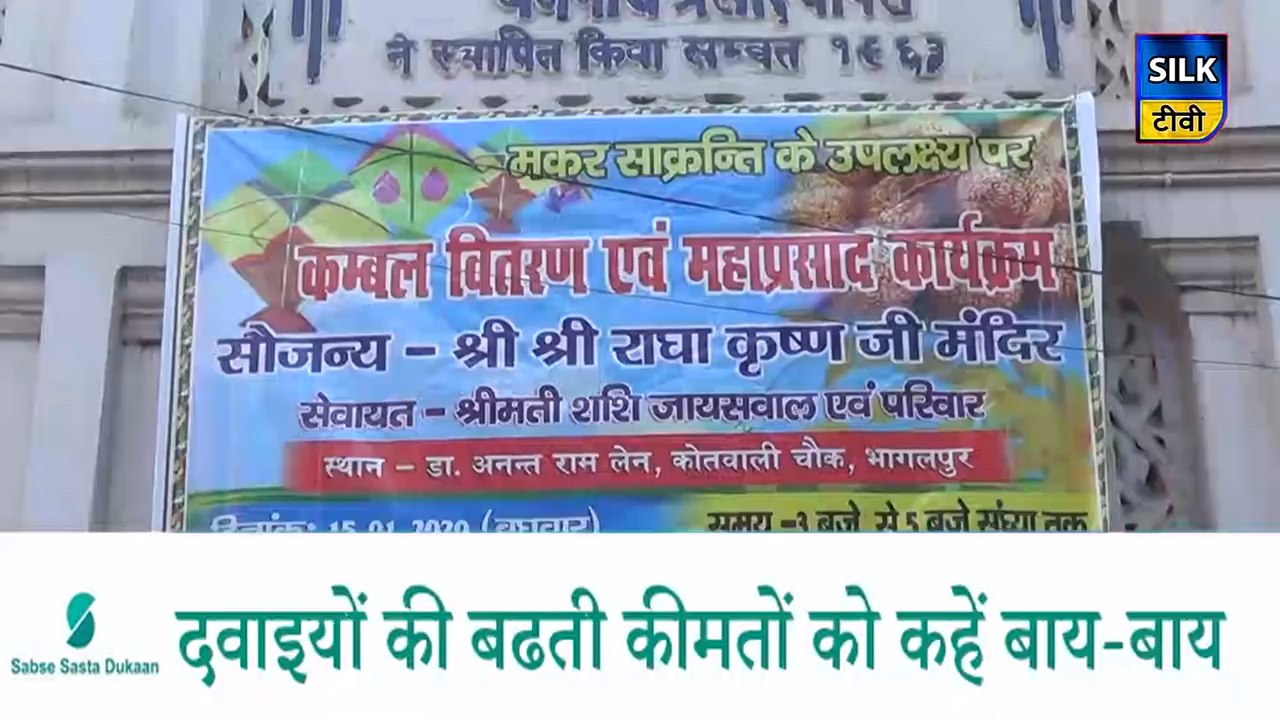 ने स्थापित किया सम्वत १९६३
SILK
टीवी
मकर साक्रन्ति के उपलक्ष्य पर
कम्बल वितरण एवं महाप्रसाद कार्यक्रम
सौजन्य - श्री श्री राघा कृष्ण जी मंदिर
सेवायत - श्रीमती शशि जायसवाल एवं परिवार
स्थान - डा. अनन्त राम लेन, कोतवाली चौक, भागलपुर
दिनांक: 15.01.2020 (बुधवार)
समय -3 बजे से 5 बजे संध्या तक
Sabse Sasta Dukaan
दवाइयों की बढती कीमतों को कहें बाय-बाय